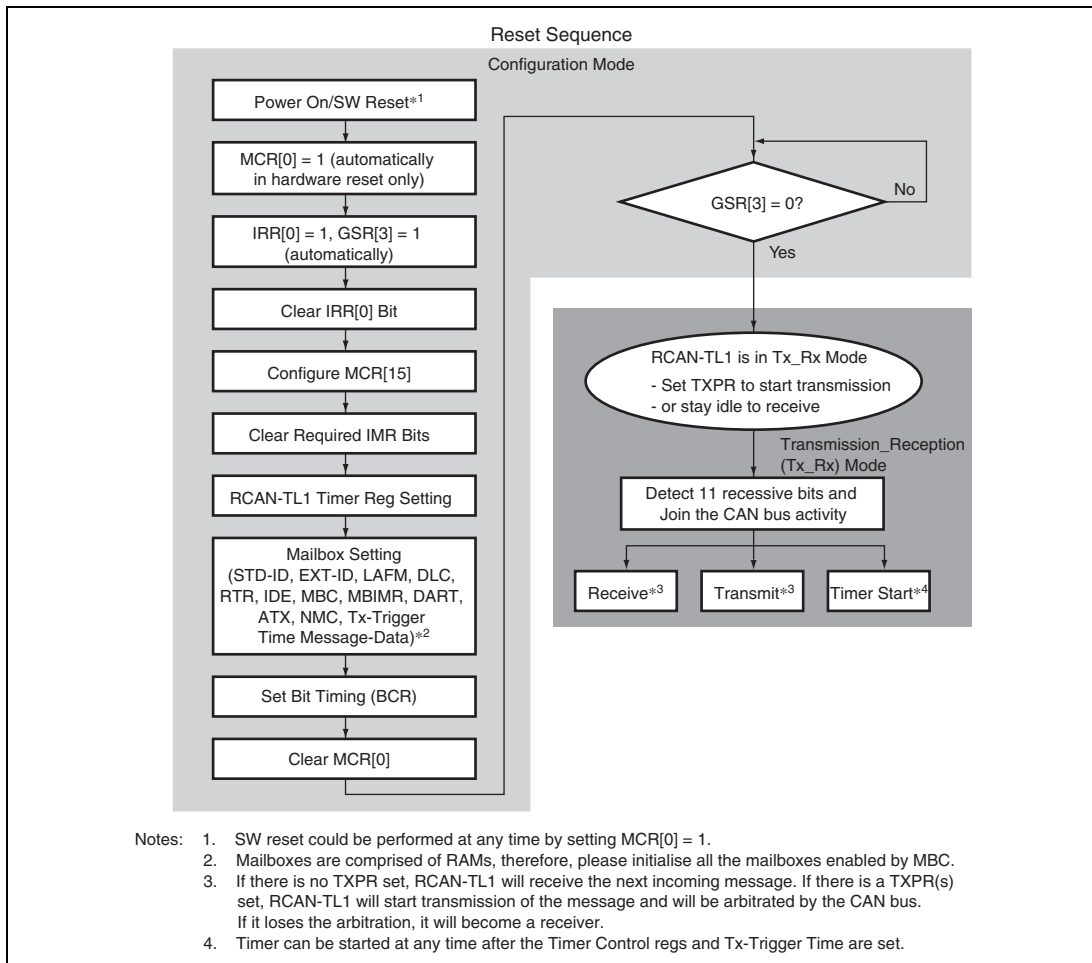 Reset Sequence
Configuration Mode
Power On/SW Reset*1
MCR[0] = 1 (automatically
in hardware reset only)
IRR[0] = 1, GSR[3] = 1
(automatically)
Clear IRR[0] Bit
Configure MCR[15]
Clear Required IMR Bits
RCAN-TL1 Timer Reg Setting
Mailbox Setting
(STD-ID, EXT-ID, LAFM, DLC,
RTR, IDE, MBC, MBIMR, DART,
ATX, NMC, Tx-Trigger
Time Message-Data)*2
Set Bit Timing (BCR)
Clear MCR[0]
GSR[3] = 0?
No
Yes
RCAN-TL1 is in Tx_Rx Mode
- Set TXPR to start transmission
- or stay idle to receive
Transmission_Reception
(Tx_Rx) Mode
Detect 11 recessive bits and
Join the CAN bus activity
Receive*3
Transmit*3
Timer Start*4
Notes: 1. SW reset could be performed at any time by setting MCR[0] = 1.
2. Mailboxes are comprised of RAMs, therefore, please initialise all the mailboxes enabled by MBC.
3. If there is no TXPR set, RCAN-TL1 will receive the next incoming message. If there is a TXPR(s)
set, RCAN-TL1 will start transmission of the message and will be arbitrated by the CAN bus.
If it loses the arbitration, it will become a receiver.
4. Timer can be started at any time after the Timer Control regs and Tx-Trigger Time are set.